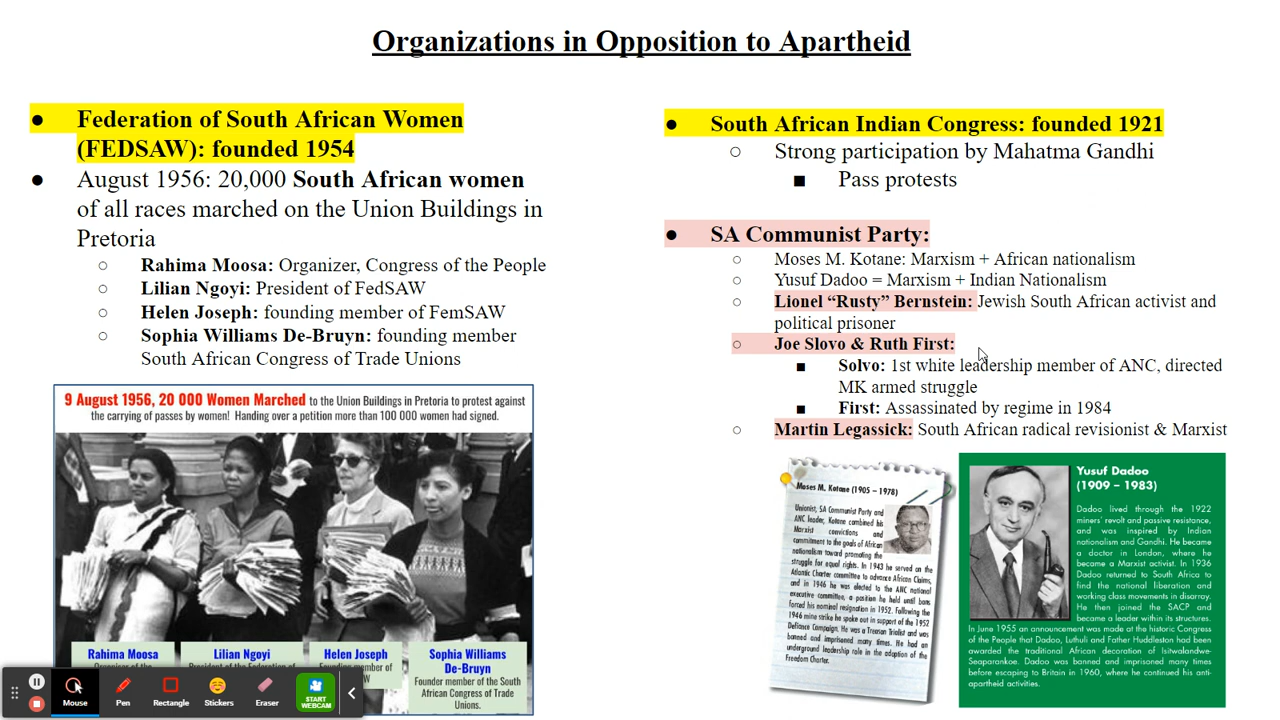 Organizations in Opposition to Apartheid
● Federation of South African Women
(FEDSAW): founded 1954
● August 1956: 20,000 South African women
of all races marched on the Union Buildings in
Pretoria
○ Rahima Moosa: Organizer, Congress of the People
○ Lilian Ngoyi: President of FedSAW
○ Helen Joseph: founding member of FemSAW
○ Sophia Williams De-Bruyn: founding member
South African Congress of Trade Unions
9 August 1956, 20 000 Women Marched to the Union Buildings in Pretoria to protest against
the carrying of passes by women! Handing over a petition more than 100 000 women had signed.
Rahima Moosa
Lilian Ngoyi
Helen Joseph
Founding member of
Sophia Williams
De-Bruyn
Founder member of the South
African Congress of Trade
Unions.
● South African Indian Congress: founded 1921
○ Strong participation by Mahatma Gandhi
■ Pass protests
● SA Communist Party:
○ Moses M. Kotane: Marxism + African nationalism
○ Yusuf Dadoo = Marxism + Indian Nationalism
○ Lionel “Rusty” Bernstein: Jewish South African activist and
political prisoner
○ Joe Slovo & Ruth First:
■ Solvo: 1st white leadership member of ANC, directed
MK armed struggle
■ First: Assassinated by regime in 1984
○ Martin Legassick: South African radical revisionist & Marxist
Moses M. Kotane (1905 – 1978)
Unionist, SA Communist Party and
ANC leader, Kotane combined his
Marxist convictions and
commitment to the goals of African
nationalism toward promoting the
struggle for equal rights. In 1943 he served on the
Atlantic Charter committee to advance African Claims,
and in 1946 he was elected to the ANC national
executive committee, a position he held until bans
forced his nominal resignation in 1952. Following the
1946 mine strike he spoke out in support of the 1952
Defiance Campaign. He was a Treason Trialist and was
banned and imprisoned many times. He had an
underground leadership role in the adoption of the
Freedom Charter.
Yusuf Dadoo
(1909 – 1983)
Dadoo lived through the 1922
miners' revolt and passive resistance,
and was inspired by Indian
nationalism and Gandhi. He became
a doctor in London, where he
became a Marxist activist. In 1936
Dadoo returned to South Africa to
find the national liberation and
working class movements in disarray.
He then joined the SACP and
became a leader within its structures.
In June 1955 an announcement was made at the historic Congress
of the People that Dadoo, Luthuli and Father Huddleston had been
awarded the traditional African decoration of Isitwalandwe-
Seaparankoe. Dadoo was banned and imprisoned many times
before escaping to Britain in 1960, where he continued his anti-
apartheid activities.
Mouse
Pen
Rectangle
Stickers
Eraser
START
WEBCAM